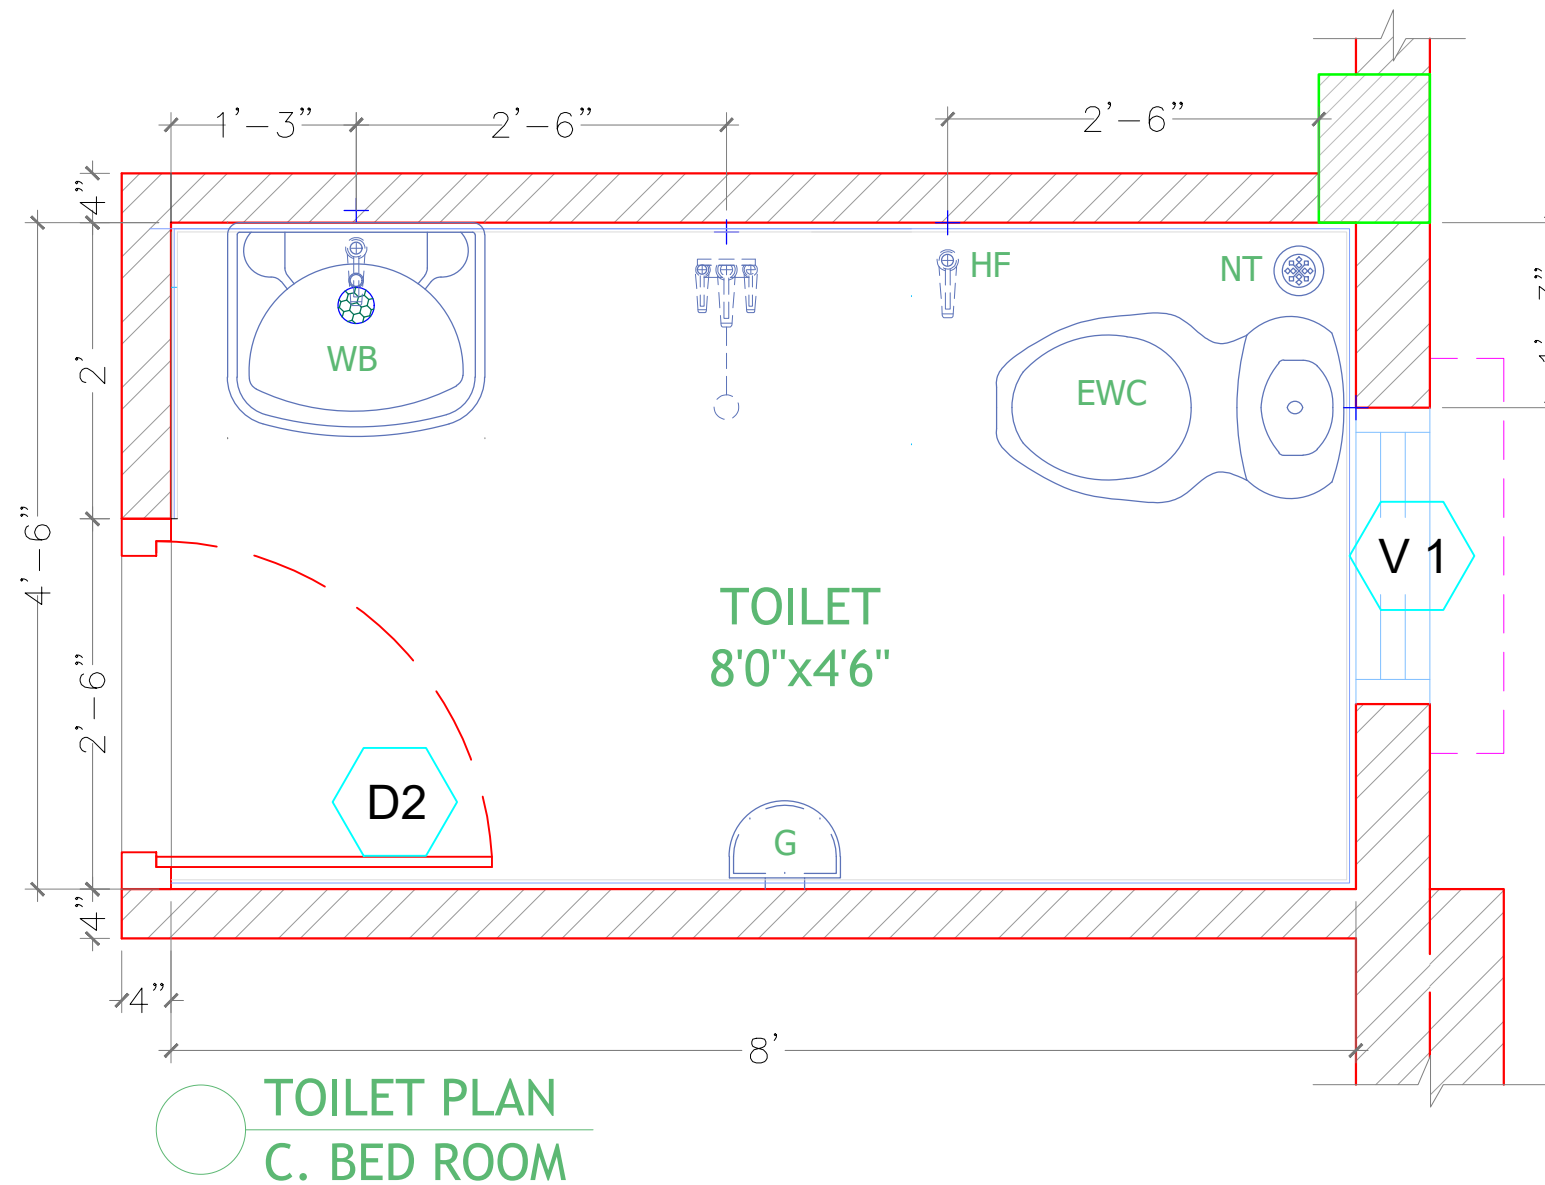 1'-3"
2'-6"
2'-6"
4"
HF
NT
WB
EWC
2'
4'-6"
V 1
TOILET
8'0"x4'6"
2'-6"
D2
G
4"
4"
8'
TOILET PLAN
C. BED ROOM